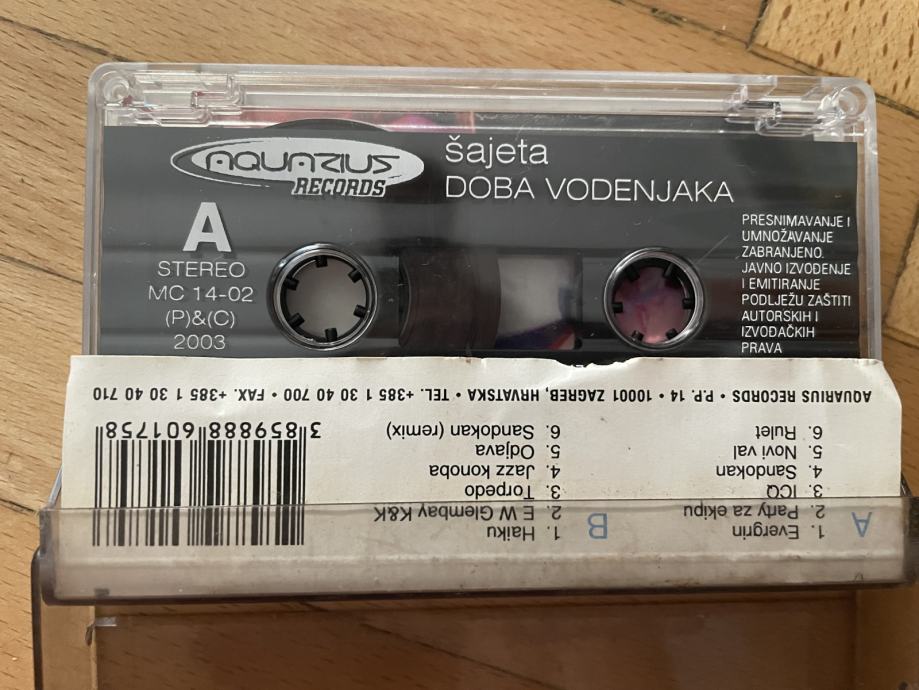 AQUARIUS
RECORDS
šajeta
DOBA VODENJAKA
A
STEREO
MC 14-02
(P)&(C)
2003
PRESNIMAVANJE I
UMNOŽAVANJE
ZABRANJENO.
JAVNO IZVOĐENJE
I EMITIRANJE
PODLJEŽU ZAŠTITI
AUTORSKIH I
IZVOĐAČKIH
PRAVA
A
1. Evergrin
2. Party za ekipu
3. ICQ
4. Sandokan
5. Novi val
6. Rulet
B
1. Haiku
2. E W Glembay K&K
3. Torpedo
4. Jazz konoba
5. Odjava
6. Sandokan (remix)
3 859888 601758
AQUARIUS RECORDS • P.P. 14 • 10001 ZAGREB, HRVATSKA • TEL. +385 1 30 40 700 • FAX. +385 1 30 40 710